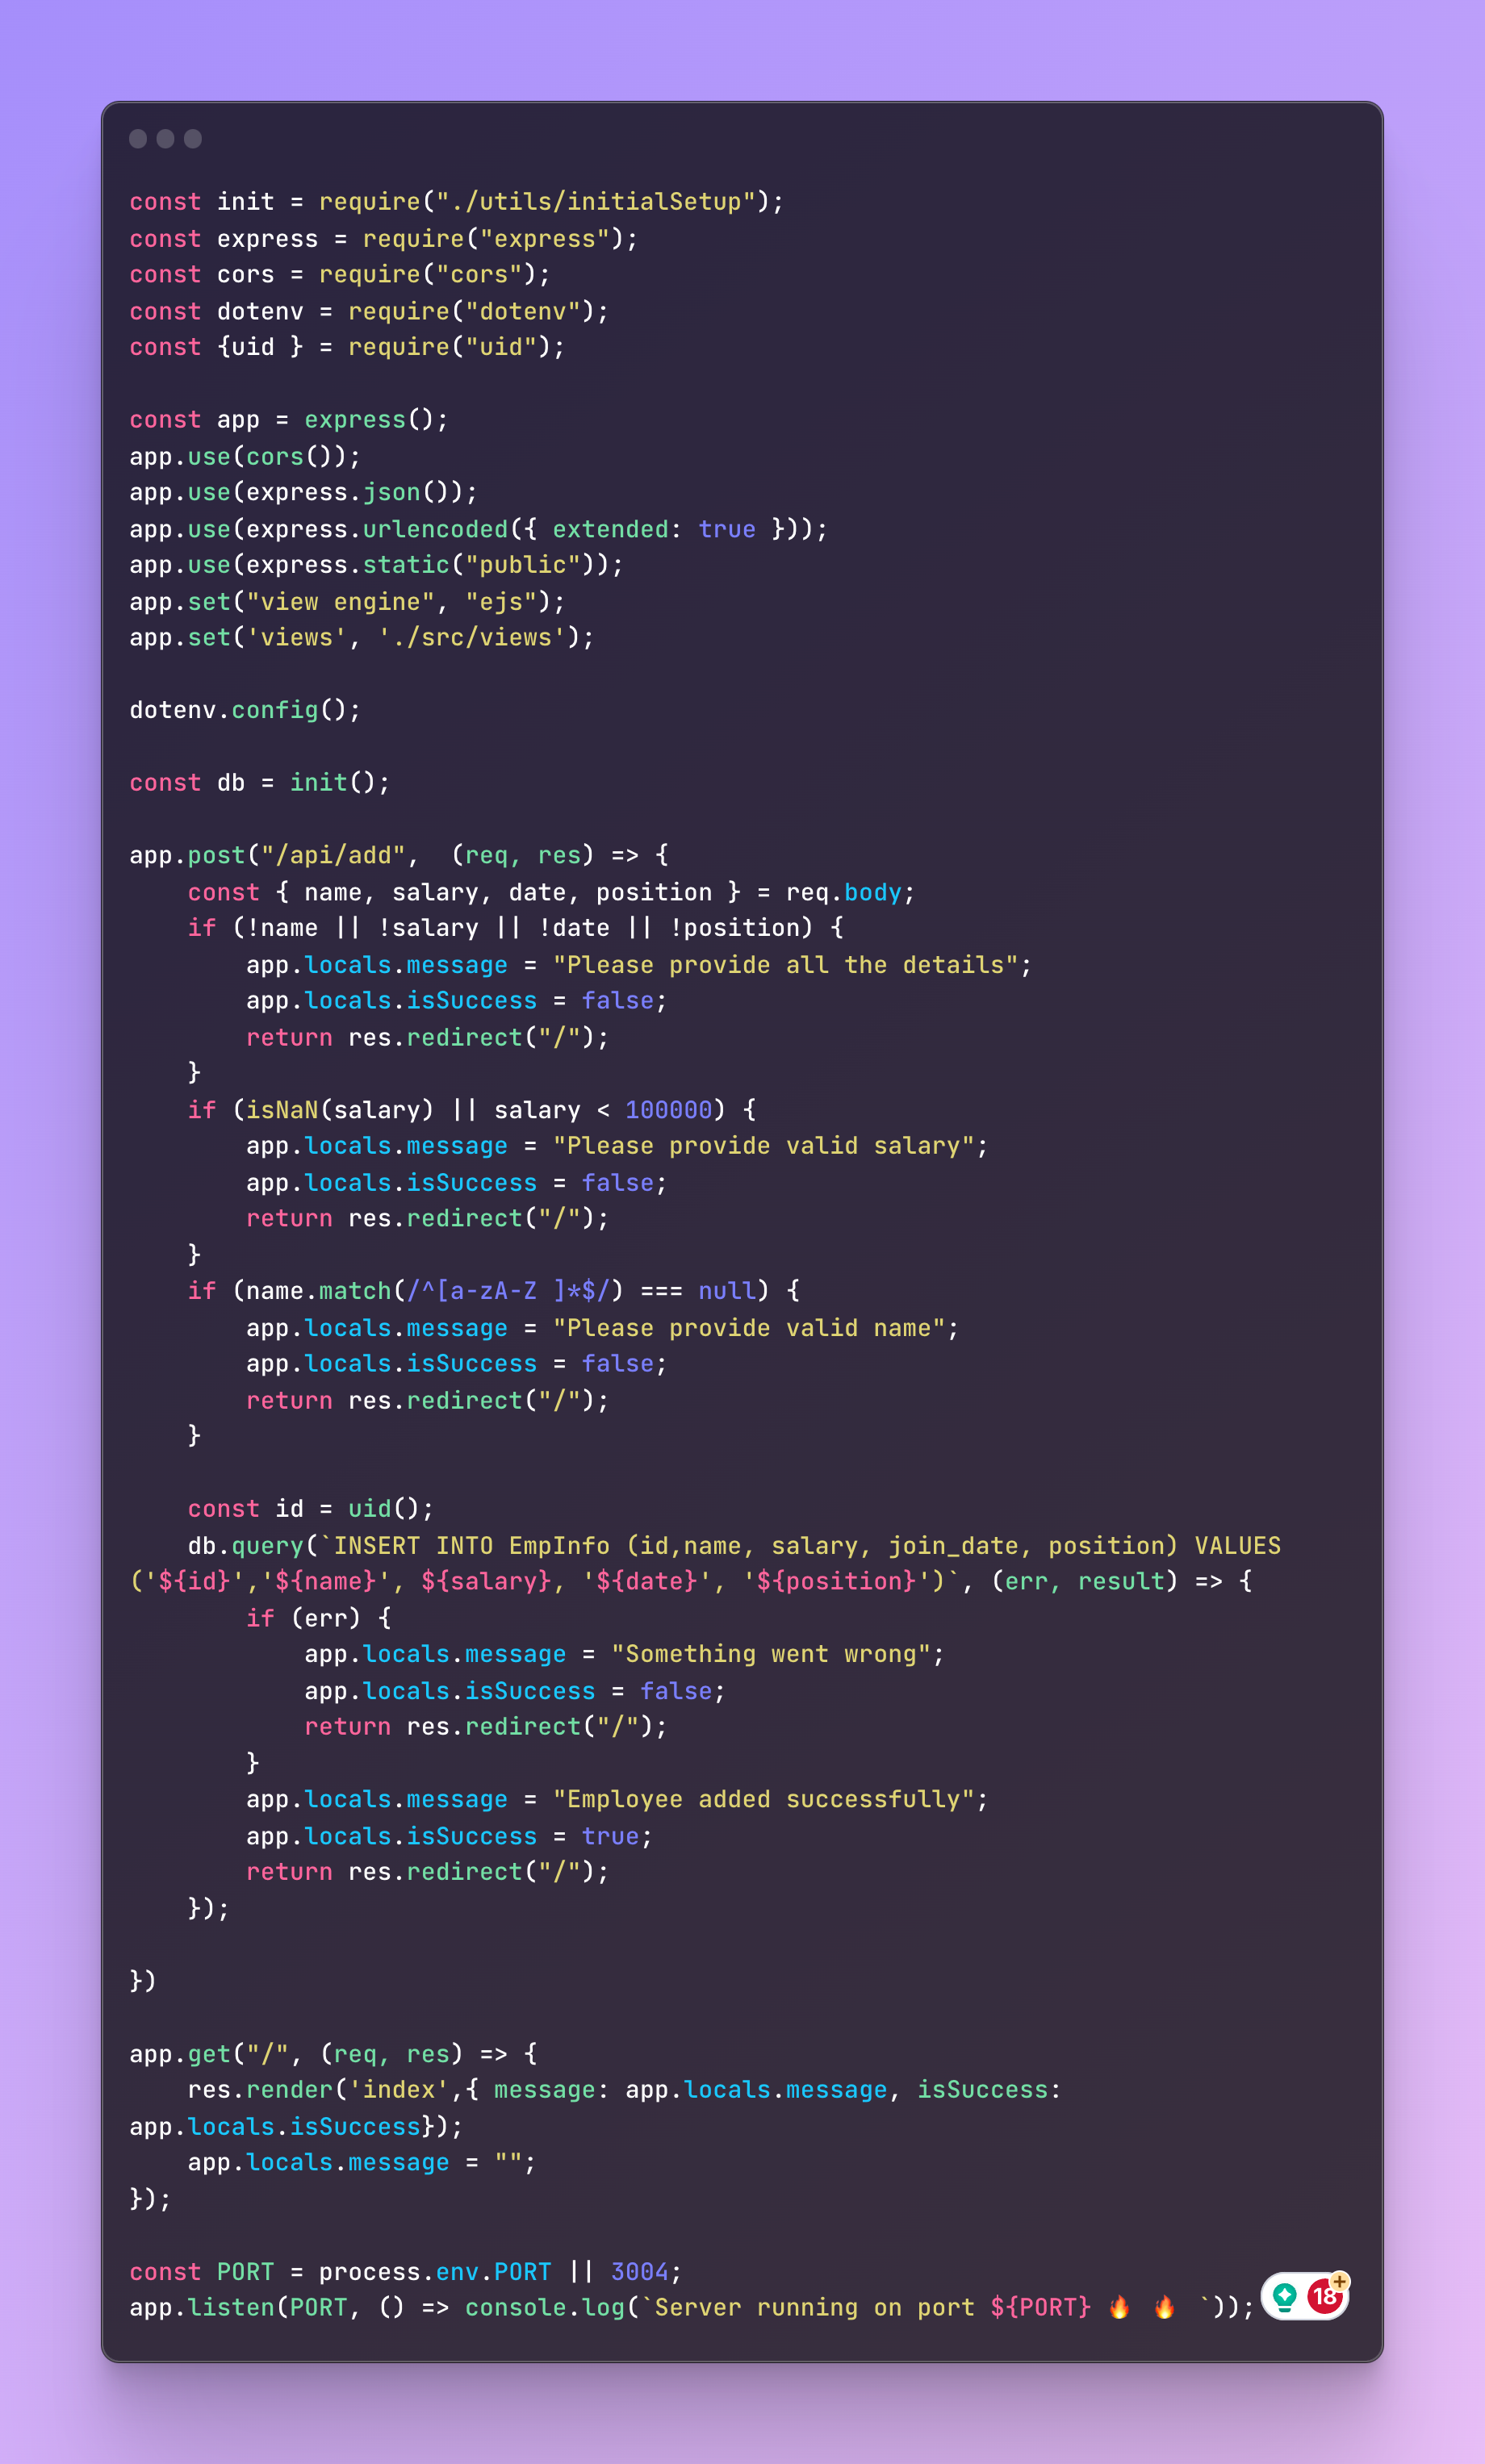 const init = require("./utils/initialSetup");
const express = require("express");
const cors = require("cors");
const dotenv = require("dotenv");
const {uid } = require("uid");

const app = express();
app.use(cors());
app.use(express.json());
app.use(express.urlencoded({ extended: true }));
app.use(express.static("public"));
app.set("view engine", "ejs");
app.set('views', './src/views');

dotenv.config();

const db = init();

app.post("/api/add",  (req, res) => {
    const { name, salary, date, position } = req.body;
    if (!name || !salary || !date || !position) {
        app.locals.message = "Please provide all the details";
        app.locals.isSuccess = false;
        return res.redirect("/");
    }
    if (isNaN(salary) || salary < 100000) {
        app.locals.message = "Please provide valid salary";
        app.locals.isSuccess = false;
        return res.redirect("/");
    }
    if (name.match(/^[a-zA-Z ]*$/) === null) {
        app.locals.message = "Please provide valid name";
        app.locals.isSuccess = false;
        return res.redirect("/");
    }

    const id = uid();
    db.query(`INSERT INTO EmpInfo (id,name, salary, join_date, position) VALUES
('${id}','${name}', ${salary}, '${date}', '${position}')`, (err, result) => {
        if (err) {
            app.locals.message = "Something went wrong";
            app.locals.isSuccess = false;
            return res.redirect("/");
        }
        app.locals.message = "Employee added successfully";
        app.locals.isSuccess = true;
        return res.redirect("/");
    });

})

app.get("/", (req, res) => {
    res.render('index',{ message: app.locals.message, isSuccess:
app.locals.isSuccess});
    app.locals.message = "";
});

const PORT = process.env.PORT || 3004;
app.listen(PORT, () => console.log(`Server running on port ${PORT} 🔥 🔥 `));
18+